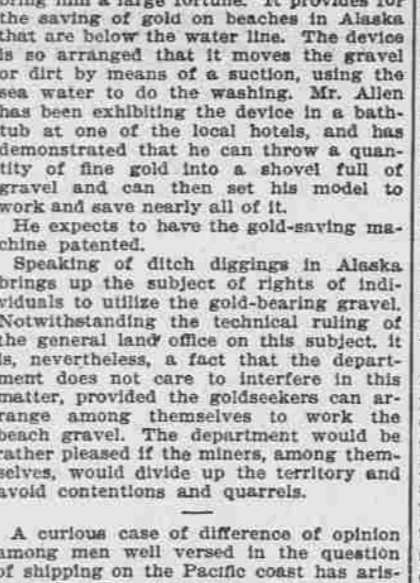 bring him a large fortune. It provides for
the saving of gold on beaches in Alaska
that are below the water line. The device
is so arranged that it moves the gravel
or dirt by means of a suction, using the
sea water to do the washing. Mr. Allen
has been exhibiting the device in a bath-
tub at one of the local hotels, and has
demonstrated that he can throw a quan-
tity of fine gold into a shovel full of
gravel and can then set his model to
work and save nearly all of it.
He expects to have the gold-saving ma-
chine patented.
Speaking of ditch diggings in Alaska
brings up the subject of rights of indi-
viduals to utilize the gold-bearing gravel.
Notwithstanding the technical ruling of
the general land office on this subject, it
is, nevertheless, a fact that the depart-
ment does not care to interfere in this
matter, provided the goldseekers can ar-
range among themselves to work the
beach gravel. The department would be
rather pleased if the miners, among them-
selves, would divide up the territory and
avoid contentions and quarrels.
A curious case of difference of opinion
among men well versed in the question
of shipping on the Pacific coast has aris-